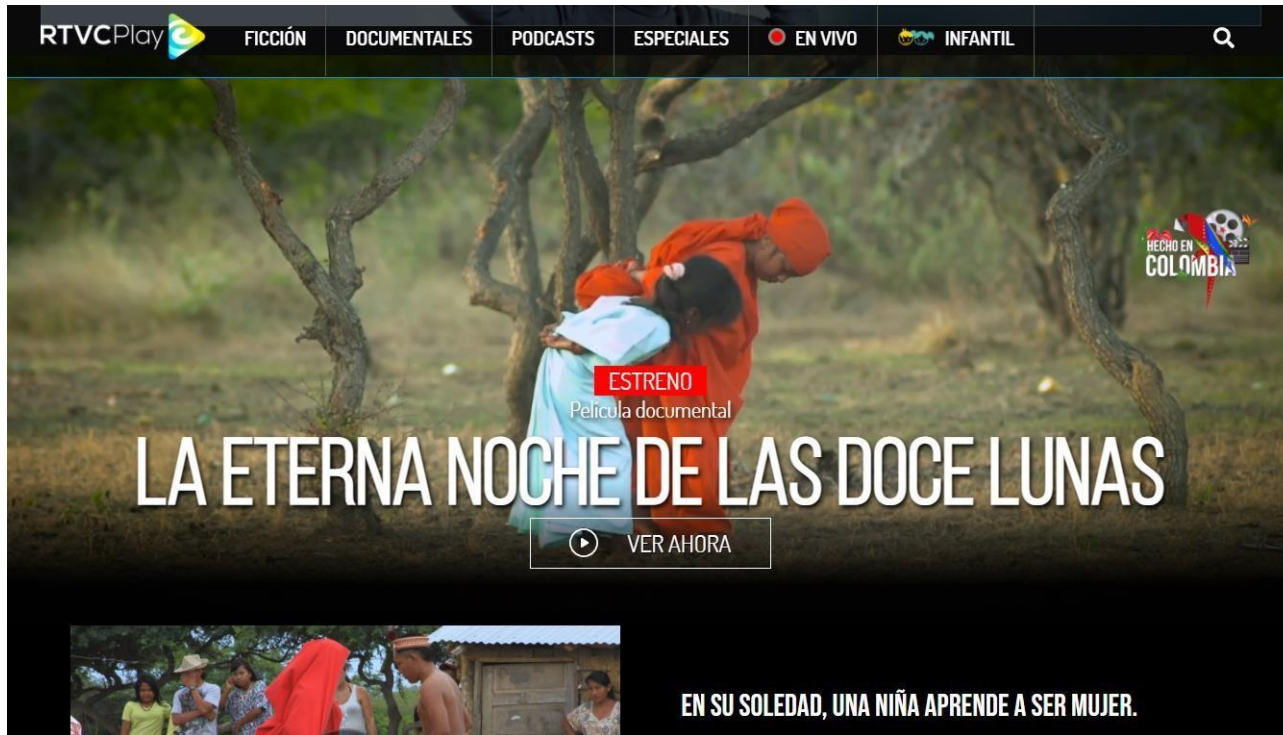 RTVCPlay
FICCIÓN
DOCUMENTALES
PODCASTS
ESPECIALES
EN VIVO
INFANTIL
HECHO EN
COLOMBIA
ESTRENO
Película documental
LA ETERNA NOCHE DE LAS DOCE LUNAS
VER AHORA
EN SU SOLEDAD, UNA NIÑA APRENDE A SER MUJER.